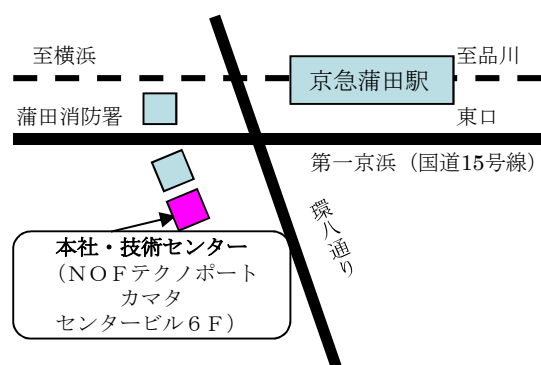 至横浜
至品川
京急蒲田駅
蒲田消防署
東口
第一京浜（国道15号線）
環八通り
本社・技術センター
（ＮＯＦテクノポート
カマタ
センタービル６Ｆ）